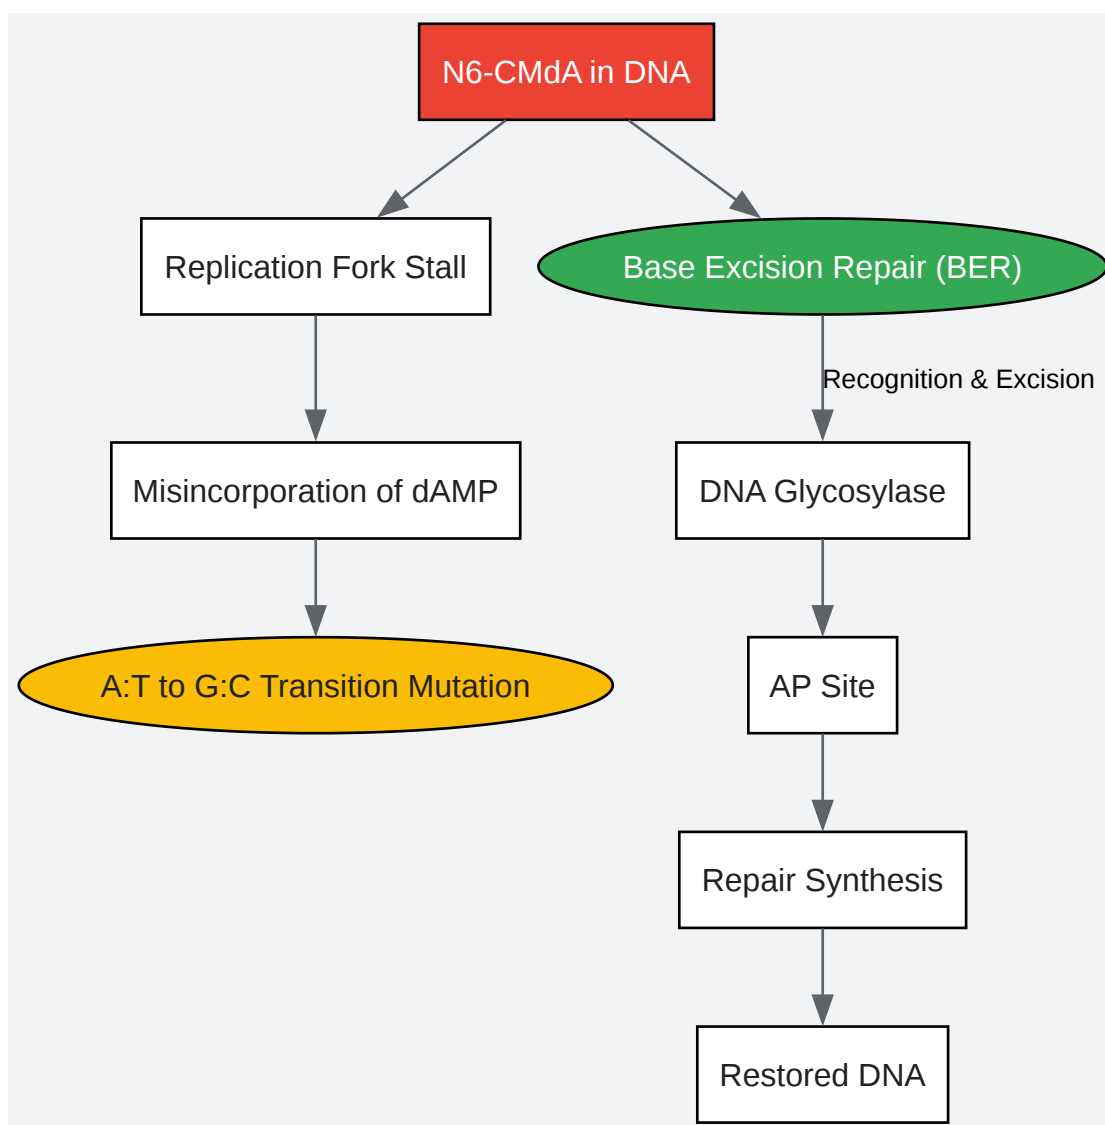 N6-CMdA in DNA
Replication Fork Stall
Base Excision Repair (BER)
Recognition & Excision
Misincorporation of dAMP
DNA Glycosylase
A:T to G:C Transition Mutation
AP Site
Repair Synthesis
Restored DNA